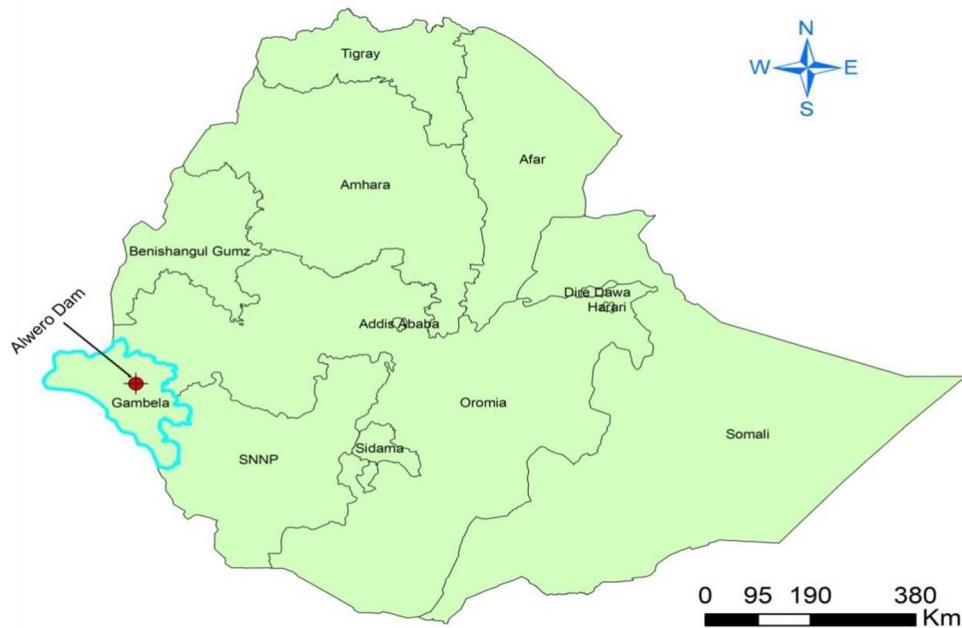 N
W E
S
Tigray
Afar
Amhara
Benishangul Gumz
Dire Dawa
Harari
Addis Ababa
Alwero Dam
Gambela
Oromia
Somali
Sidama
SNNP
0 95 190 380
Km